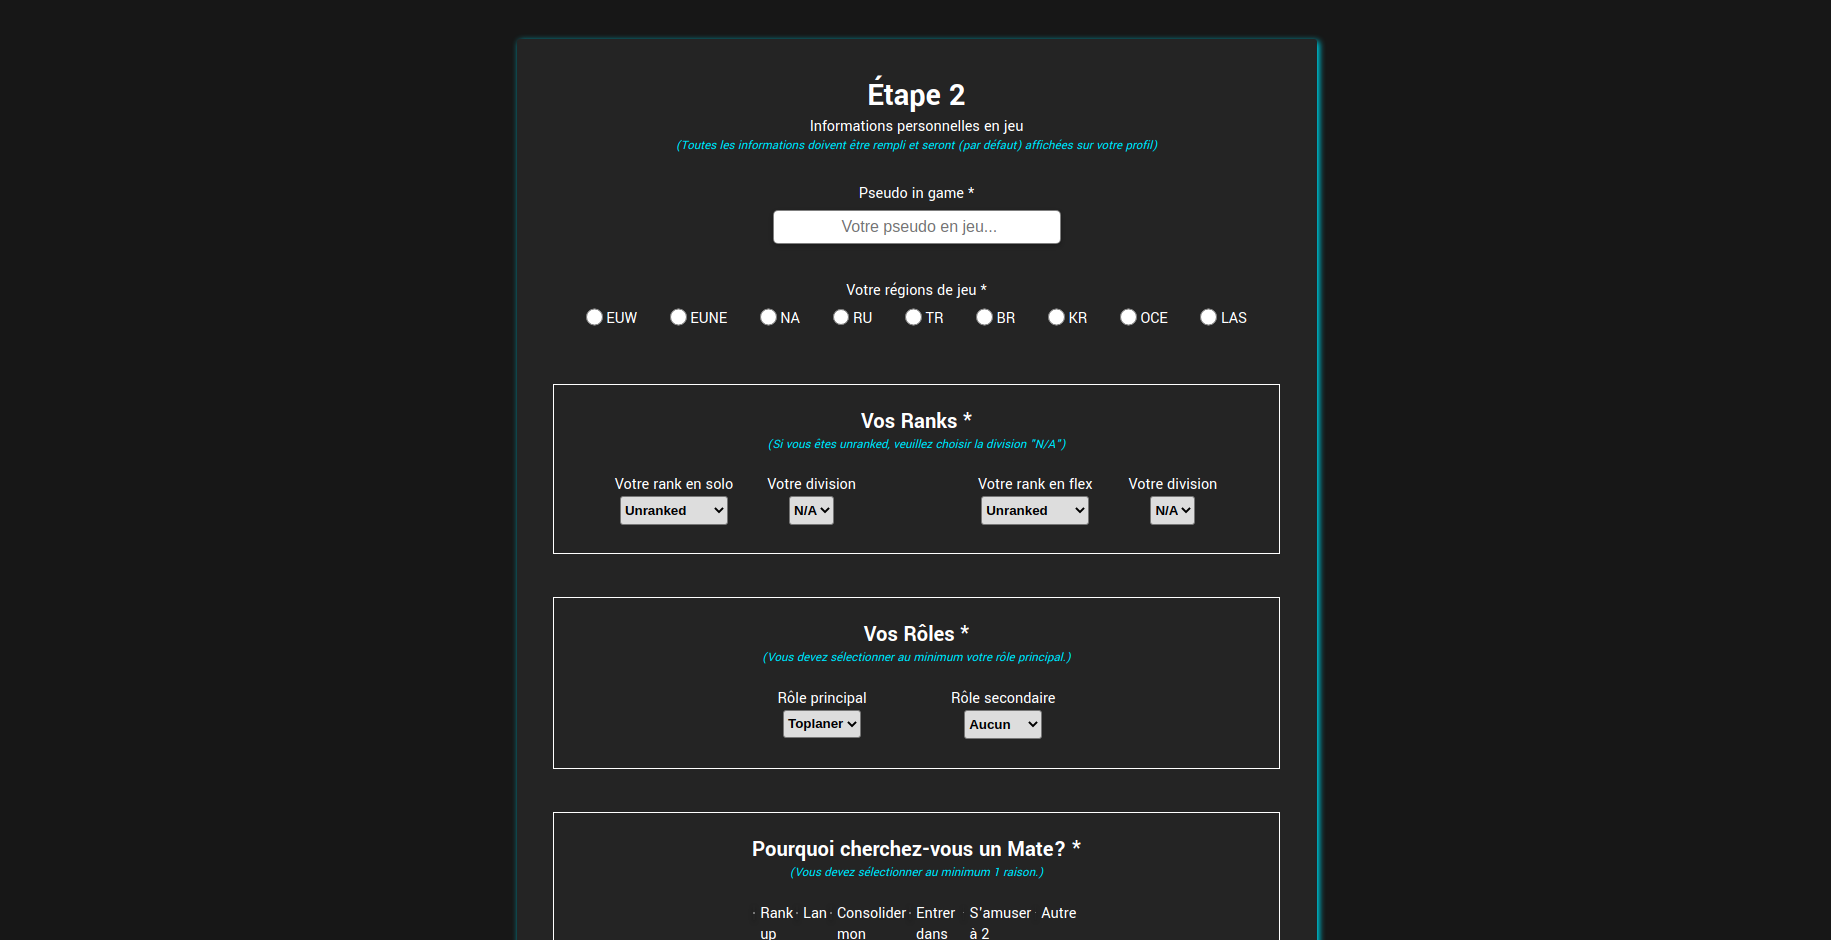 Étape 2
Informations personnelles en jeu
(Toutes les informations doivent être rempli et seront (par défaut) affichées sur votre profil)
Pseudo in game *
Votre pseudo en jeu...
Votre régions de jeu *
EUW EUNE NA RU TR BR KR OCE LAS
Vos Ranks *
(Si vous êtes unranked, veuillez choisir la division "N/A")
Votre rank en solo Votre division Votre rank en flex Votre division
Unranked N/A Unranked N/A
Vos Rôles *
(Vous devez sélectionner au minimum votre rôle principal.)
Rôle principal Rôle secondaire
Toplaner Aucun
Pourquoi cherchez-vous un Mate? *
(Vous devez sélectionner au minimum 1 raison.)
Rank Lan Consolider Entrer S'amuser Autre
up mon dans à 2